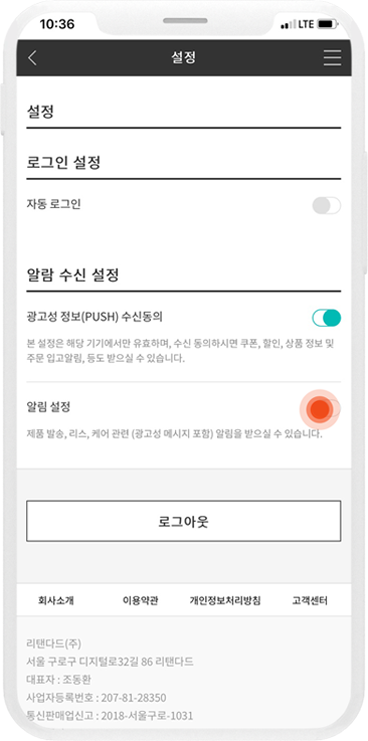 10:36
LTE
설정
설정
로그인 설정
자동 로그인
알람 수신 설정
광고성 정보(PUSH) 수신동의
본 설정은 해당 기기에서만 유효하며, 수신 동의하시면 쿠폰, 할인, 상품 정보 및
주문 입고알림, 등도 받으실 수 있습니다.
알림 설정
제품 발송, 리스, 케어 관련 (광고성 메시지 포함) 알림을 받으실 수 있습니다.
로그아웃
회사소개
이용약관
개인정보처리방침
고객센터
리탠다드(주)
서울 구로구 디지털로32길 86 리탠다드
대표자 : 조동환
사업자등록번호 : 207-81-28350
통신판매업신고 : 2018-서울구로-1031